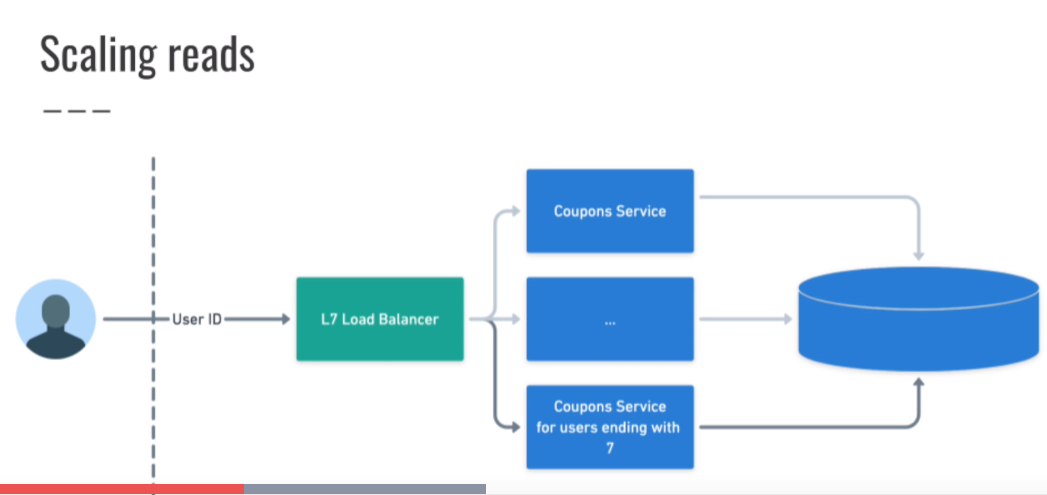 Scaling reads
Coupons Service
User ID
L7 Load Balancer
...
Coupons Service
for users ending with
7